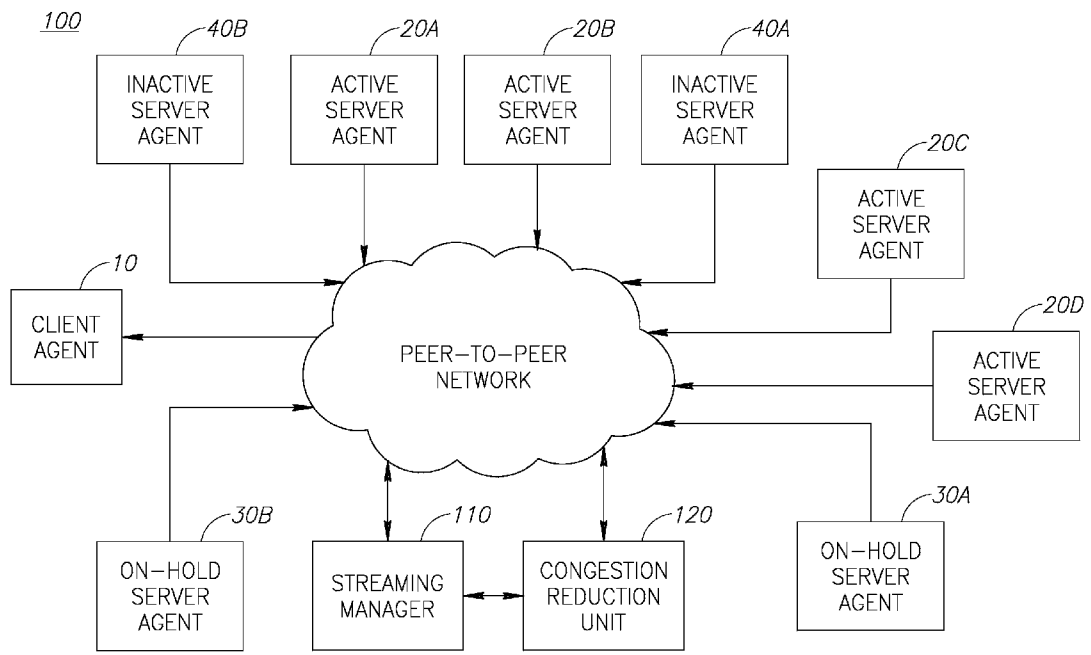 100
40B
20A
20B
40A
INACTIVE
SERVER
AGENT
ACTIVE
SERVER
AGENT
ACTIVE
SERVER
AGENT
INACTIVE
SERVER
AGENT
20C
ACTIVE
SERVER
AGENT
10
CLIENT
AGENT
20D
ACTIVE
SERVER
AGENT
PEER-TO-PEER
NETWORK
30B
ON-HOLD
SERVER
AGENT
110
STREAMING
MANAGER
120
CONGESTION
REDUCTION
UNIT
30A
ON-HOLD
SERVER
AGENT